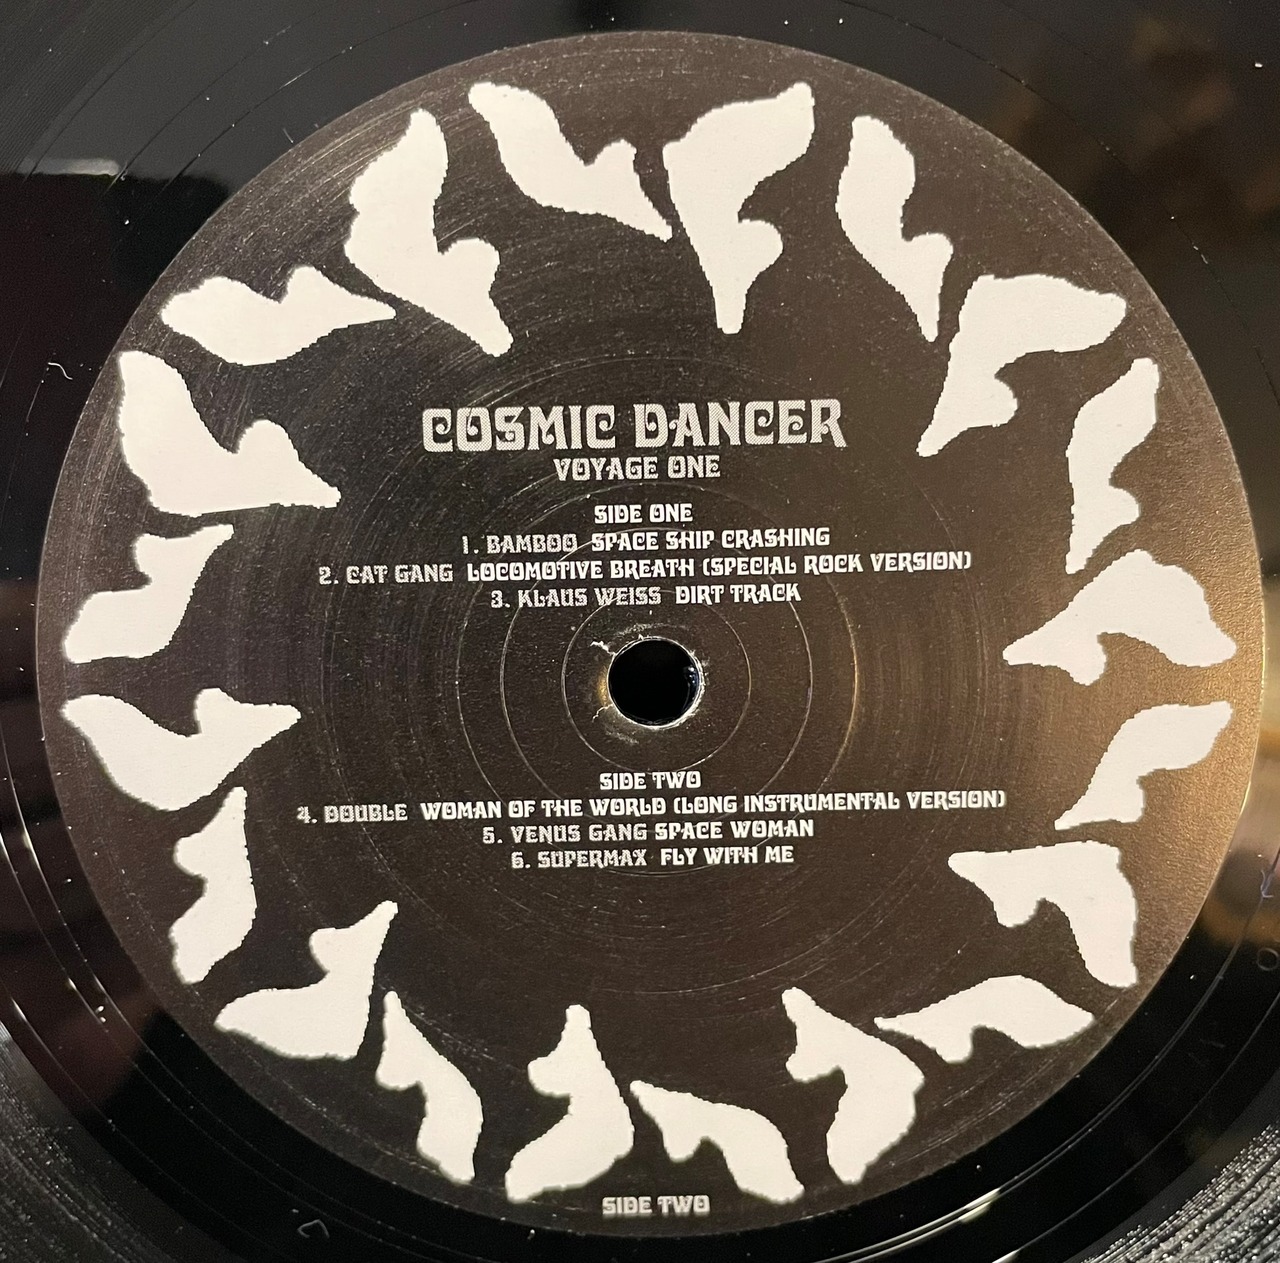 COSMIC DANCER
VOYAGE ONE
SIDE ONE
1. BAMBOO SPACE SHIP CRASHING
2. CAT GANG LOCOMOTIVE BREATH (SPECIAL ROCK VERSION)
3. KLAUS WEISS DIRT TRACK
SIDE TWO
4. DOUBLE WOMAN OF THE WORLD (LONG INSTRUMENTAL VERSION)
5. VENUS GANG SPACE WOMAN
6. SUPERMAX FLY WITH ME
SIDE TWO